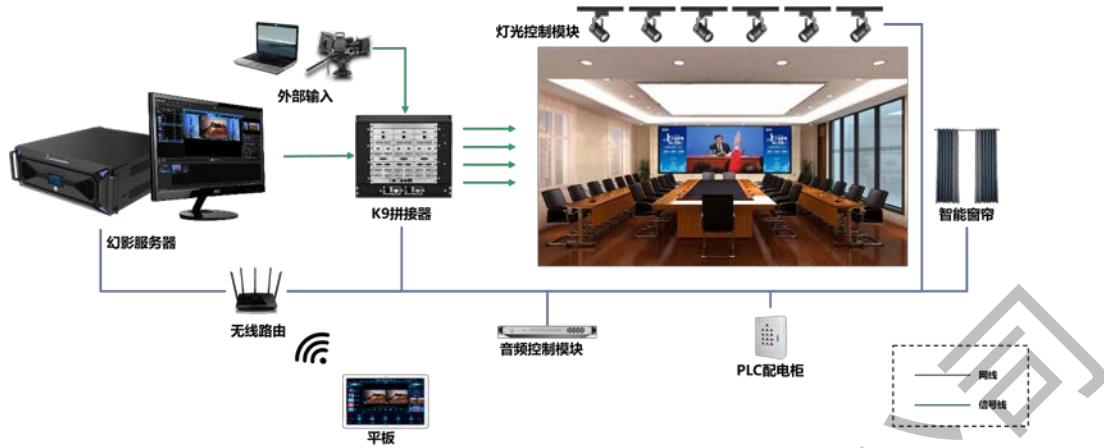 灯光控制模块
外部输入
K9拼接器
智能窗帘
幻影服务器
无线路由
音频控制模块
PLC配电柜
平板
网线
信号线
司